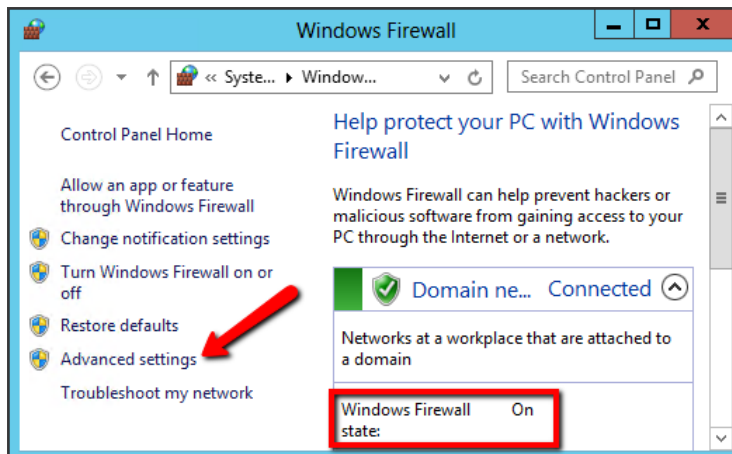 Windows Firewall
« Syste... Window...
Search Control Panel
Control Panel Home
Allow an app or feature
through Windows Firewall
Change notification settings
Turn Windows Firewall on or
off
Restore defaults
Advanced settings
Troubleshoot my network
Help protect your PC with Windows
Firewall
Windows Firewall can help prevent hackers or
malicious software from gaining access to your
PC through the Internet or a network.
Domain ne... Connected
Networks at a workplace that are attached to
a domain
Windows Firewall On
state: